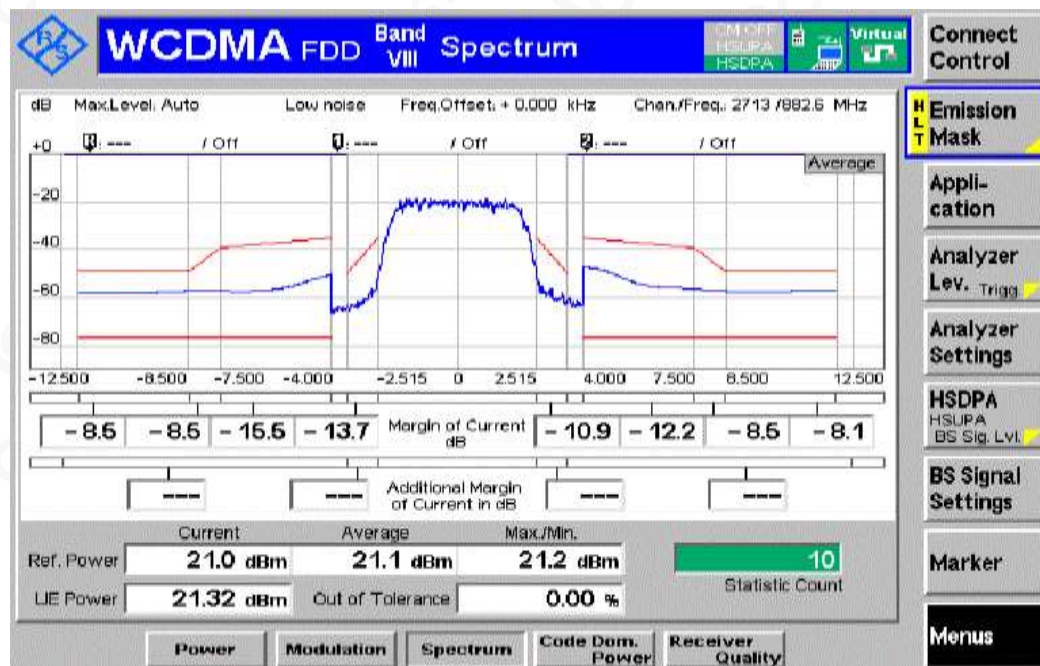 R&S WCDMA FDD Band VIII Spectrum
CM OFF
HSUPA
HSDPA
Virtual
Connect
Control
dB Max.Level: Auto Low noise Freq.Offset: + 0.000 kHz Chan./Freq.: 2713 /882.6 MHz
HLT
Emission
Mask
R: --- / Off 1: --- / Off 2: --- / Off
Average
+0
-20
-40
-60
-80
-12.500 -8.500 -7.500 -4.000 -2.515 0 2.515 4.000 7.500 8.500 12.500
Appli-
cation
Analyzer
Lev. Trigg.
Analyzer
Settings
HSDPA
HSUPA
BS Sig. Lvl.
BS Signal
Settings
Marker
Menus
-8.5 -8.5 -15.5 -13.7 Margin of Current dB -10.9 -12.2 -8.5 -8.1
--- --- Additional Margin --- ---
of Current in dB
Current Average Max./Min.
Ref. Power 21.0 dBm 21.1 dBm 21.2 dBm 10
Statistic Count
UE Power 21.32 dBm Out of Tolerance 0.00 %
Power Modulation Spectrum Code Dom. Power Receiver Quality